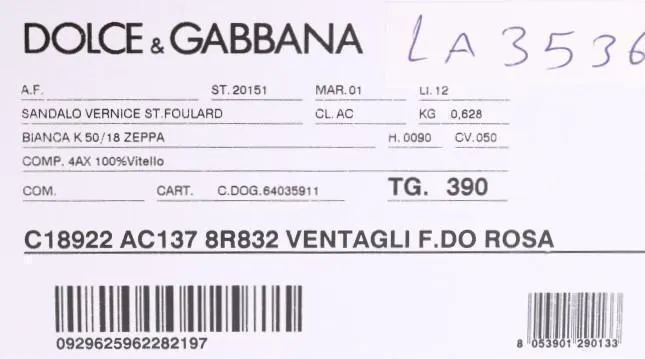 DOLCE & GABBANA
LA3536
A.F. ST. 20151 MAR.01 LI. 12
SANDALO VERNICE ST.FOULARD CL. AC KG 0,628
BIANCA K 50/18 ZEPPA H. 0090 CV.050
COMP. 4AX 100%Vitello
COM. CART. C.DOG.64035911 TG. 390
C18922 AC137 8R832 VENTAGLI F.DO ROSA
0929625962282197
8 053901 290133